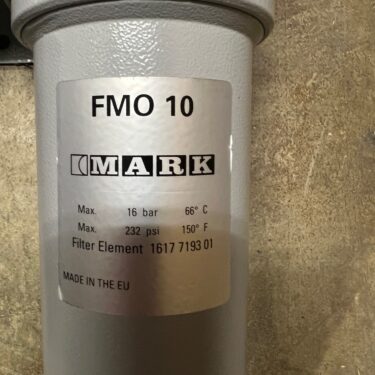 FMO 10
MARK
Max. 16 bar 66° C
Max. 232 psi 150° F
Filter Element 1617 7193 01
MADE IN THE EU